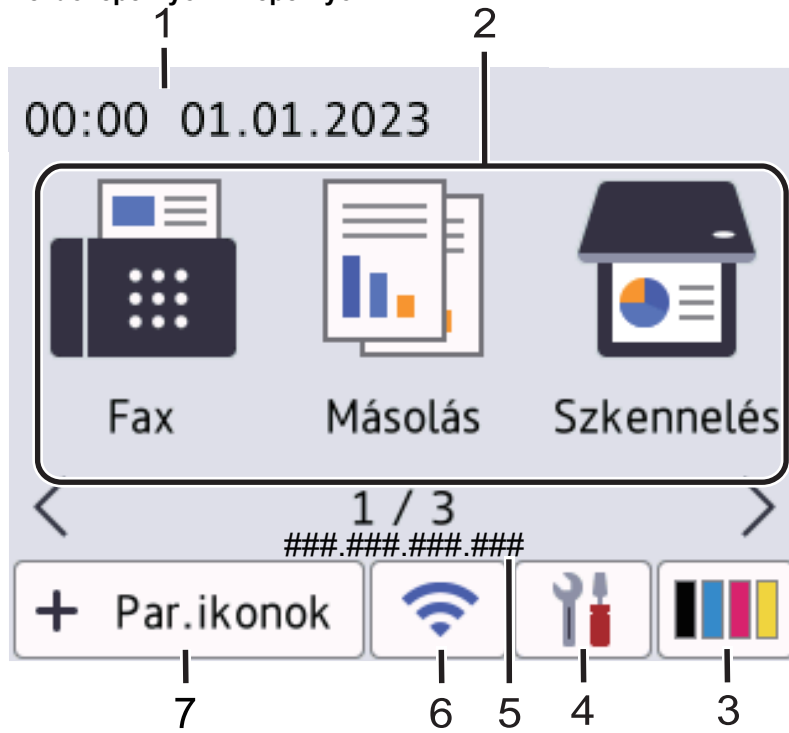 1 2
00:00 01.01.2023
Fax Másolás Szkennelés
< 1 / 3 >
###.###.###.###
+ Par.ikonok
7 6 5 4 3